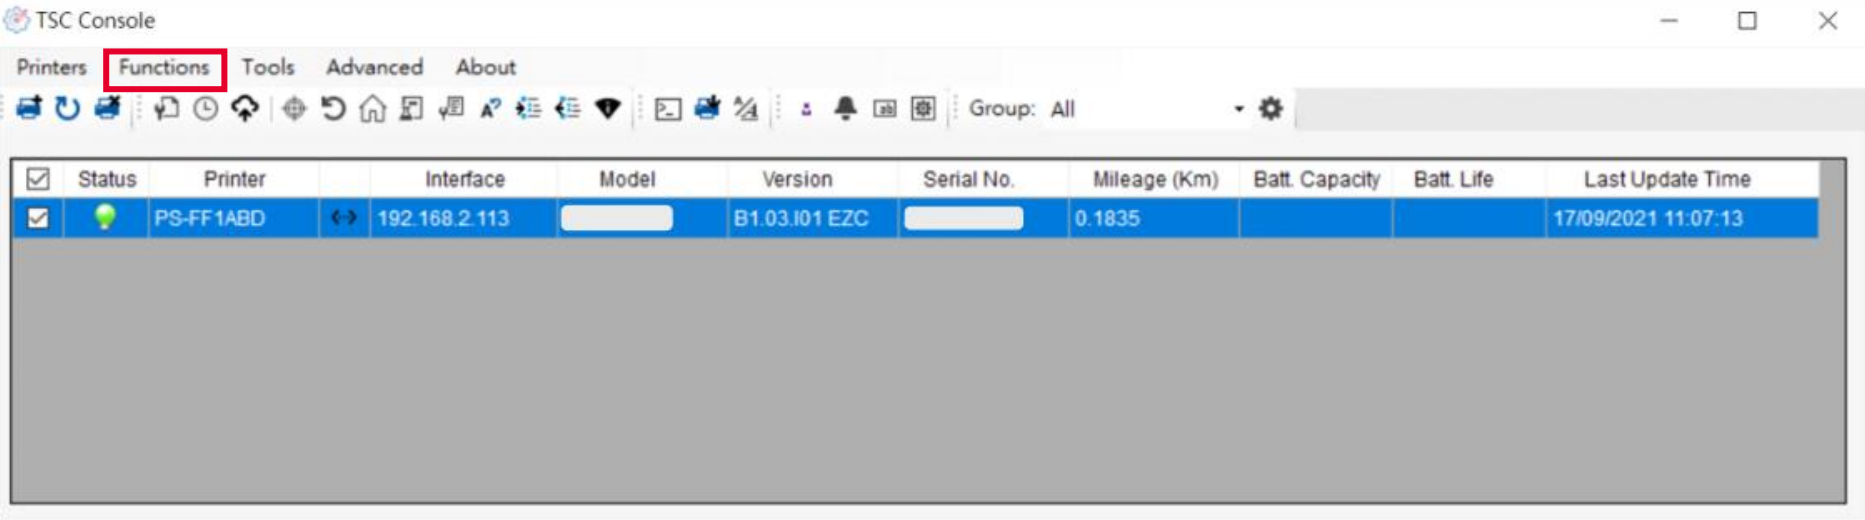 TSC Console
Printers Functions Tools Advanced About
Group: All
Status Printer Interface Model Version Serial No. Mileage (Km) Batt. Capacity Batt. Life Last Update Time
PS-FF1ABD 192.168.2.113 B1.03.I01 EZC 0.1835 17/09/2021 11:07:13